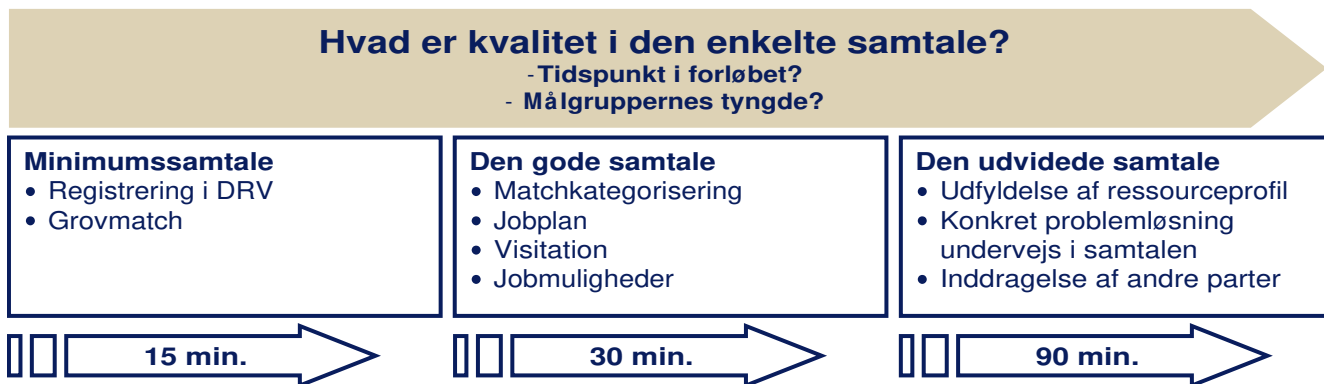 Hvad er kvalitet i den enkelte samtale?
- Tidspunkt i forløbet?
- Målgruppernes tyngde?
Minimumssamtale
• Registrering i DRV
• Grovmatch
15 min.
Den gode samtale
• Matchkategorisering
• Jobplan
• Visitation
• Jobmuligheder
30 min.
Den udvidede samtale
• Udfyldelse af ressourceprofil
• Konkret problemløsning
undervejs i samtalen
• Inddragelse af andre parter
90 min.